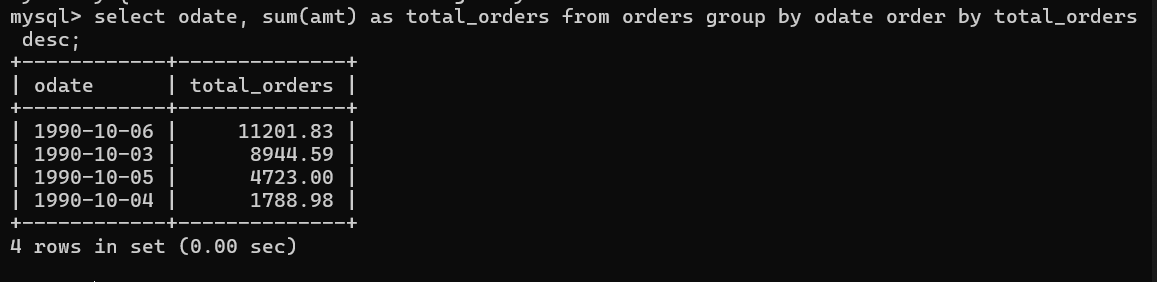 mysql> select odate, sum(amt) as total_orders from orders group by odate order by total_orders
 desc;
+------------+--------------+
| odate      | total_orders |
+------------+--------------+
| 1990-10-06 |     11201.83 |
| 1990-10-03 |      8944.59 |
| 1990-10-05 |      4723.00 |
| 1990-10-04 |      1788.98 |
+------------+--------------+
4 rows in set (0.00 sec)